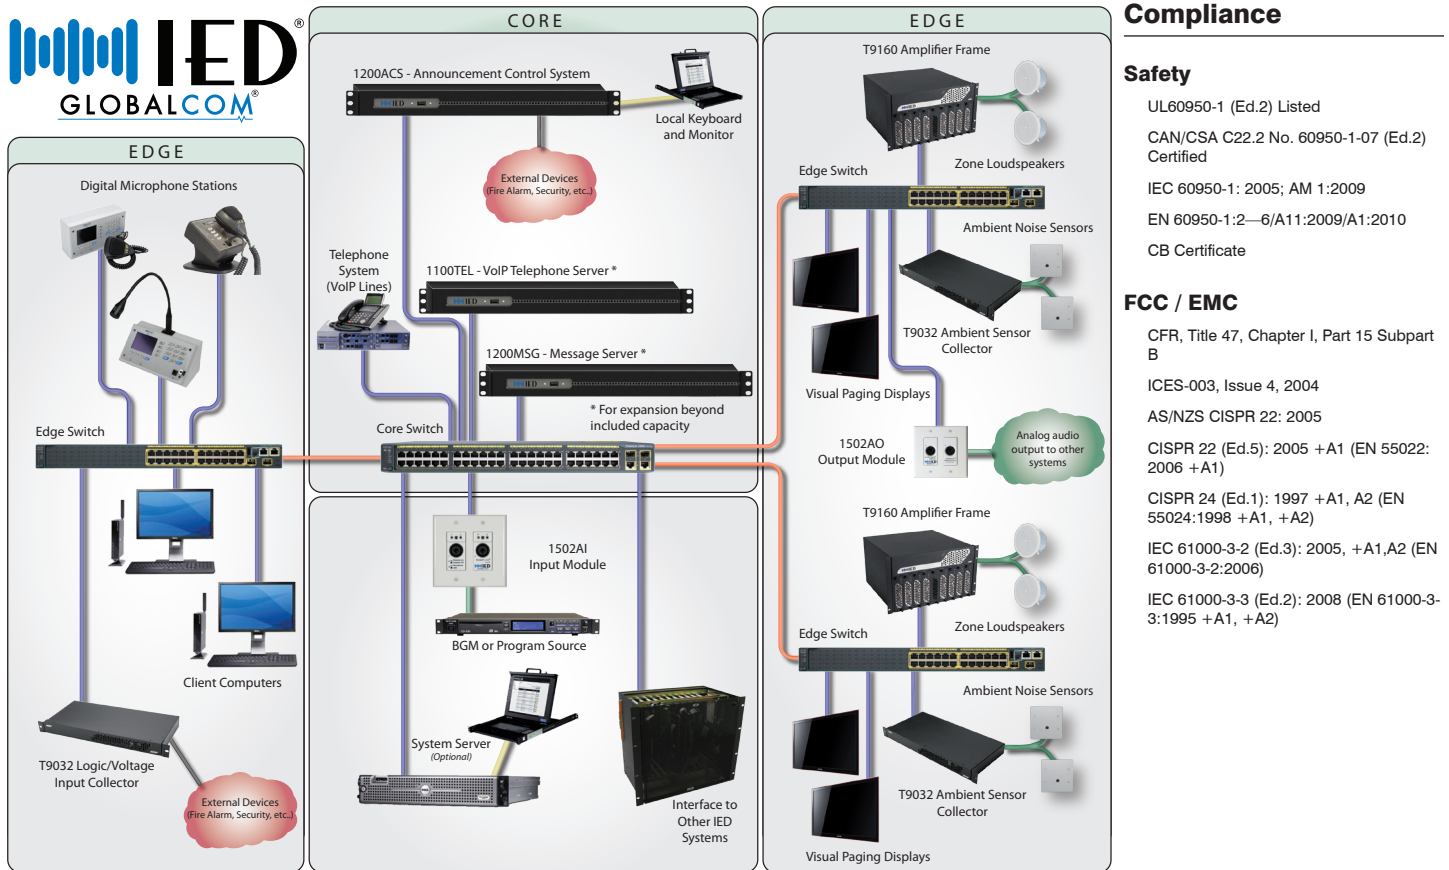 IED®
GLOBALCOM®
EDGE
Digital Microphone Stations
Edge Switch
Client Computers
T9032 Logic/Voltage
Input Collector
External Devices
(Fire Alarm, Security, etc..)
CORE
1200ACS - Announcement Control System
Local Keyboard
and Monitor
External Devices
(Fire Alarm, Security, etc..)
Telephone
System
(VoIP Lines)
1100TEL - VoIP Telephone Server *
1200MSG - Message Server *
* For expansion beyond
included capacity
Core Switch
1502AI
Input Module
BGM or Program Source
System Server
(Optional)
Interface to
Other IED
Systems
EDGE
T9160 Amplifier Frame
Zone Loudspeakers
Edge Switch
Ambient Noise Sensors
T9032 Ambient Sensor
Collector
Visual Paging Displays
1502AO
Output Module
Analog audio
output to other
systems
T9160 Amplifier Frame
Zone Loudspeakers
Edge Switch
Ambient Noise Sensors
T9032 Ambient Sensor
Collector
Visual Paging Displays
Compliance
Safety
UL60950-1 (Ed.2) Listed
CAN/CSA C22.2 No. 60950-1-07 (Ed.2)
Certified
IEC 60950-1: 2005; AM 1:2009
EN 60950-1:2—6/A11:2009/A1:2010
CB Certificate
FCC / EMC
CFR, Title 47, Chapter I, Part 15 Subpart
B
ICES-003, Issue 4, 2004
AS/NZS CISPR 22: 2005
CISPR 22 (Ed.5): 2005 +A1 (EN 55022:
2006 +A1)
CISPR 24 (Ed.1): 1997 +A1, A2 (EN
55024:1998 +A1, +A2)
IEC 61000-3-2 (Ed.3): 2005, +A1,A2 (EN
61000-3-2:2006)
IEC 61000-3-3 (Ed.2): 2008 (EN 61000-3-
3:1995 +A1, +A2)